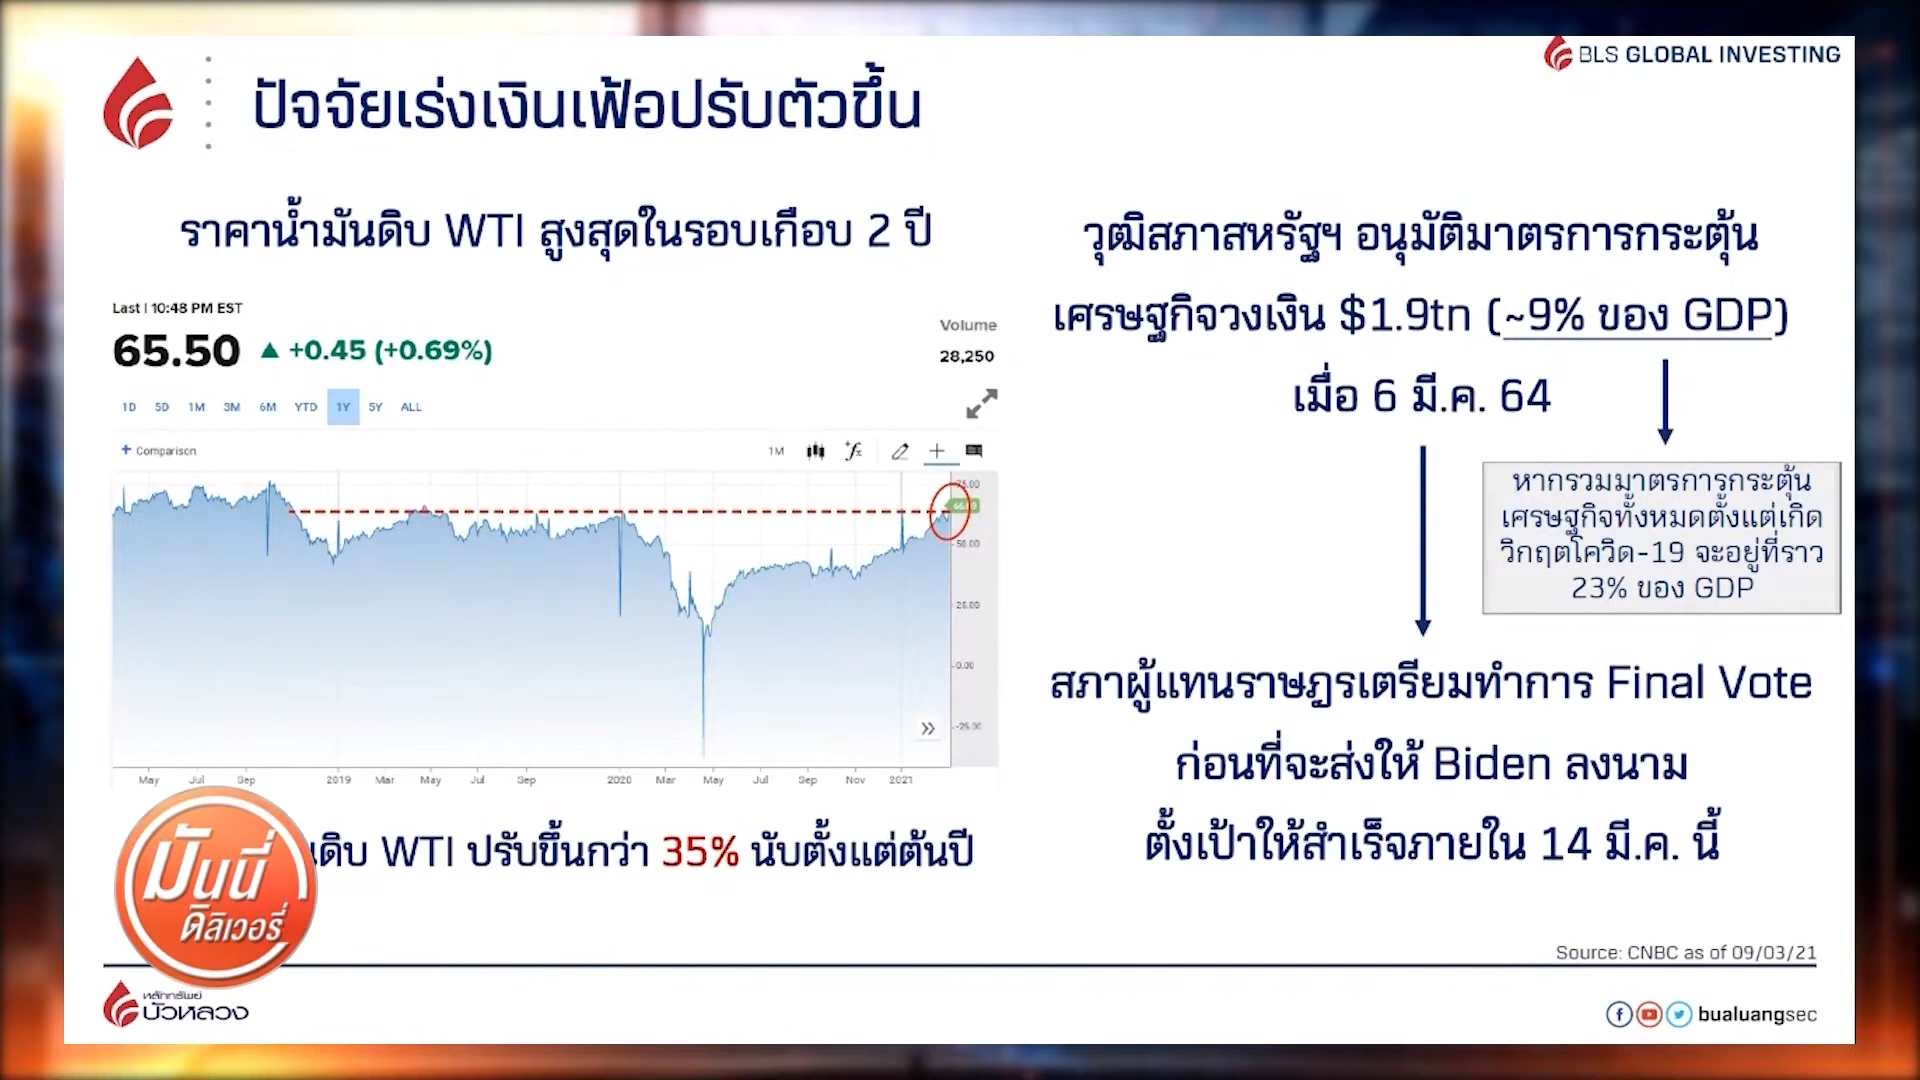 BLS GLOBAL INVESTING
ปัจจัยเร่งเงินเฟ้อปรับตัวขึ้น
ราคาน้ำมันดิบ WTI สูงสุดในรอบเกือบ 2 ปี
Last | 10:48 PM EST
65.50 ▲ +0.45 (+0.69%)
Volume
28,250
1D 5D 1M 3M 6M YTD 1Y 5Y ALL
+ Comparison
1M
75.00
50.00
25.00
0.00
-25.00
May Jul Sep 2019 Mar May Jul Sep 2020 Mar May Jul Sep Nov 2021
ดิบ WTI ปรับขึ้นกว่า 35% นับตั้งแต่ต้นปี
วุฒิสภาสหรัฐฯ อนุมัติมาตรการกระตุ้น
เศรษฐกิจวงเงิน $1.9tn (~9% ของ GDP)
เมื่อ 6 มี.ค. 64
หากรวมมาตรการกระตุ้น
เศรษฐกิจทั้งหมดตั้งแต่เกิด
วิกฤตโควิด-19 จะอยู่ที่ราว
23% ของ GDP
สภาผู้แทนราษฎรเตรียมทำการ Final Vote
ก่อนที่จะส่งให้ Biden ลงนาม
ตั้งเป้าให้สำเร็จภายใน 14 มี.ค. นี้
มันนี่
ดิลิเวอรี่
Source: CNBC as of 09/03/21
หลักทรัพย์
บัวหลวง
bualuangsec